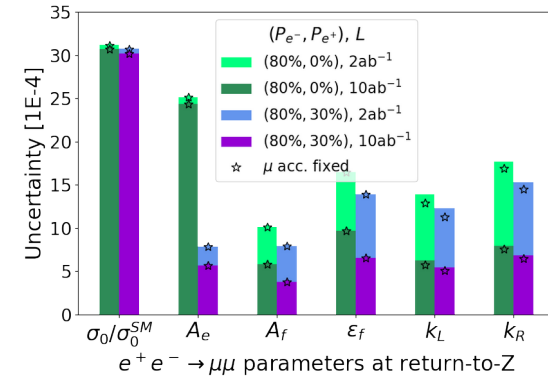 35
30
25
20
15
10
5
0
Uncertainty [1E-4]
(P_{e^-}, P_{e^+}), L
(80%, 0%), 2ab^{-1}
(80%, 0%), 10ab^{-1}
(80%, 30%), 2ab^{-1}
(80%, 30%), 10ab^{-1}
μ acc. fixed
σ_0/σ_0^{SM} A_e A_f ε_f k_L k_R
e^+e^- → μμ parameters at return-to-Z